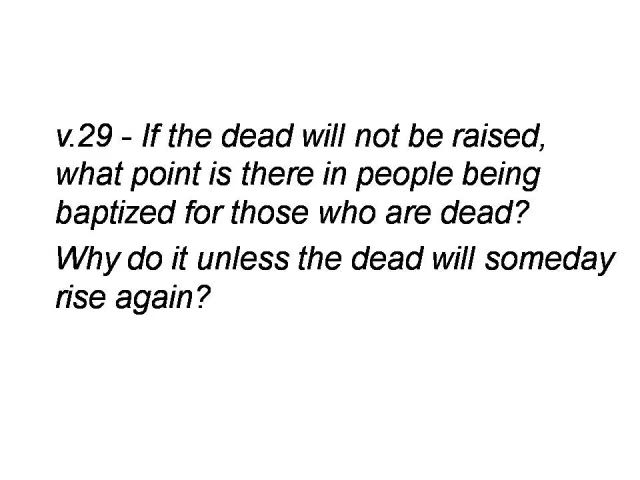 v.29 - If the dead will not be raised,
what point is there in people being
baptized for those who are dead?
Why do it unless the dead will someday
rise again?